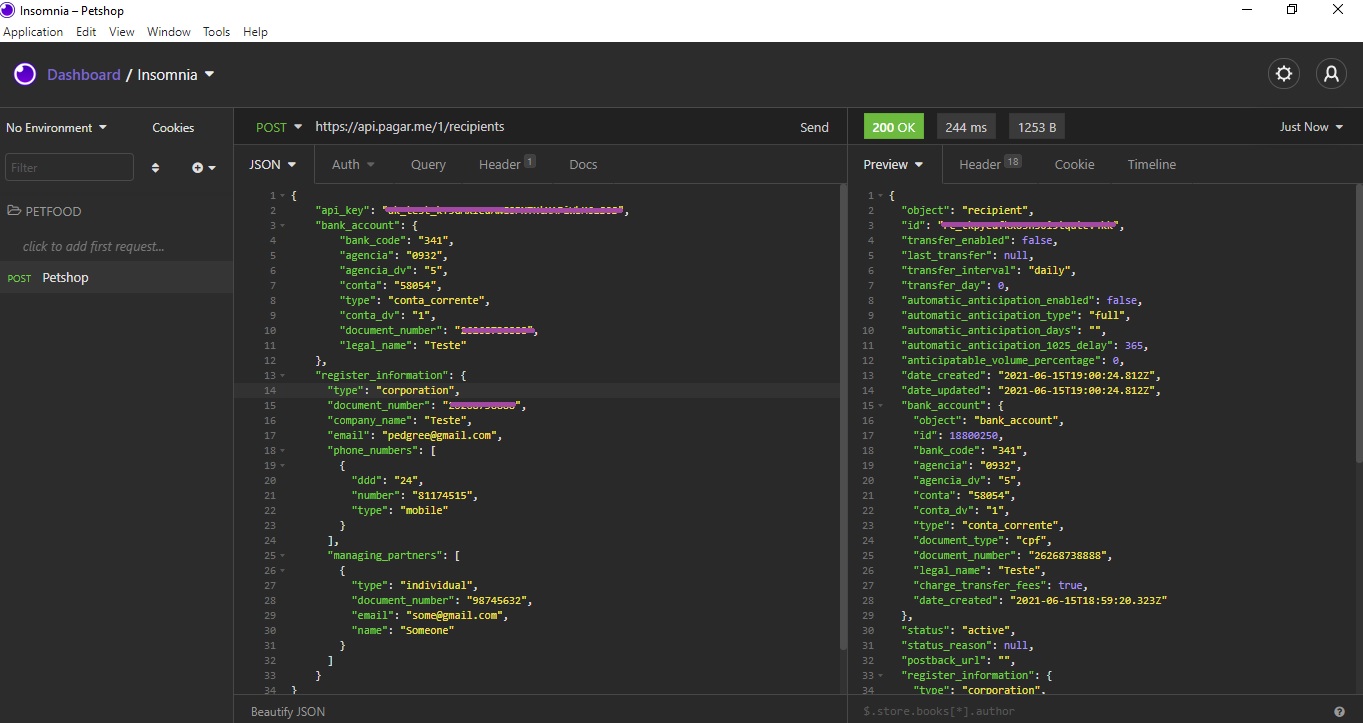 Insomnia – Petshop
Application Edit View Window Tools Help
Dashboard / Insomnia
No Environment Cookies
Filter
PETFOOD
click to add first request...
POST Petshop
POST https://api.pagar.me/1/recipients Send
JSON Auth Query Header 1 Docs
1 {
2 "api_key": "",
3 "bank_account": {
4 "bank_code": "341",
5 "agencia": "0932",
6 "agencia_dv": "5",
7 "conta": "58054",
8 "type": "conta_corrente",
9 "conta_dv": "1",
10 "document_number": "",
11 "legal_name": "Teste"
12 },
13 "register_information": {
14 "type": "corporation",
15 "document_number": "",
16 "company_name": "Teste",
17 "email": "pedgree@gmail.com",
18 "phone_numbers": [
19 {
20 "ddd": "24",
21 "number": "81174515",
22 "type": "mobile"
23 }
24 ],
25 "managing_partners": [
26 {
27 "type": "individual",
28 "document_number": "98745632",
29 "email": "some@gmail.com",
30 "name": "Someone"
31 }
32 ]
33 }
34 }
Beautify JSON
200 OK 244 ms 1253 B Just Now
Preview Header 18 Cookie Timeline
1 {
2 "object": "recipient",
3 "id": "",
4 "transfer_enabled": false,
5 "last_transfer": null,
6 "transfer_interval": "daily",
7 "transfer_day": 0,
8 "automatic_anticipation_enabled": false,
9 "automatic_anticipation_type": "full",
10 "automatic_anticipation_days": "",
11 "automatic_anticipation_1025_delay": 365,
12 "anticipatable_volume_percentage": 0,
13 "date_created": "2021-06-15T19:00:24.812Z",
14 "date_updated": "2021-06-15T19:00:24.812Z",
15 "bank_account": {
16 "object": "bank_account",
17 "id": 18800250,
18 "bank_code": "341",
19 "agencia": "0932",
20 "agencia_dv": "5",
21 "conta": "58054",
22 "conta_dv": "1",
23 "type": "conta_corrente",
24 "document_type": "cpf",
25 "document_number": "26268738888",
26 "legal_name": "Teste",
27 "charge_transfer_fees": true,
28 "date_created": "2021-06-15T18:59:20.323Z"
29 },
30 "status": "active",
31 "status_reason": null,
32 "postback_url": "",
33 "register_information": {
34 "type": "corporation",
$.store.books[*].author